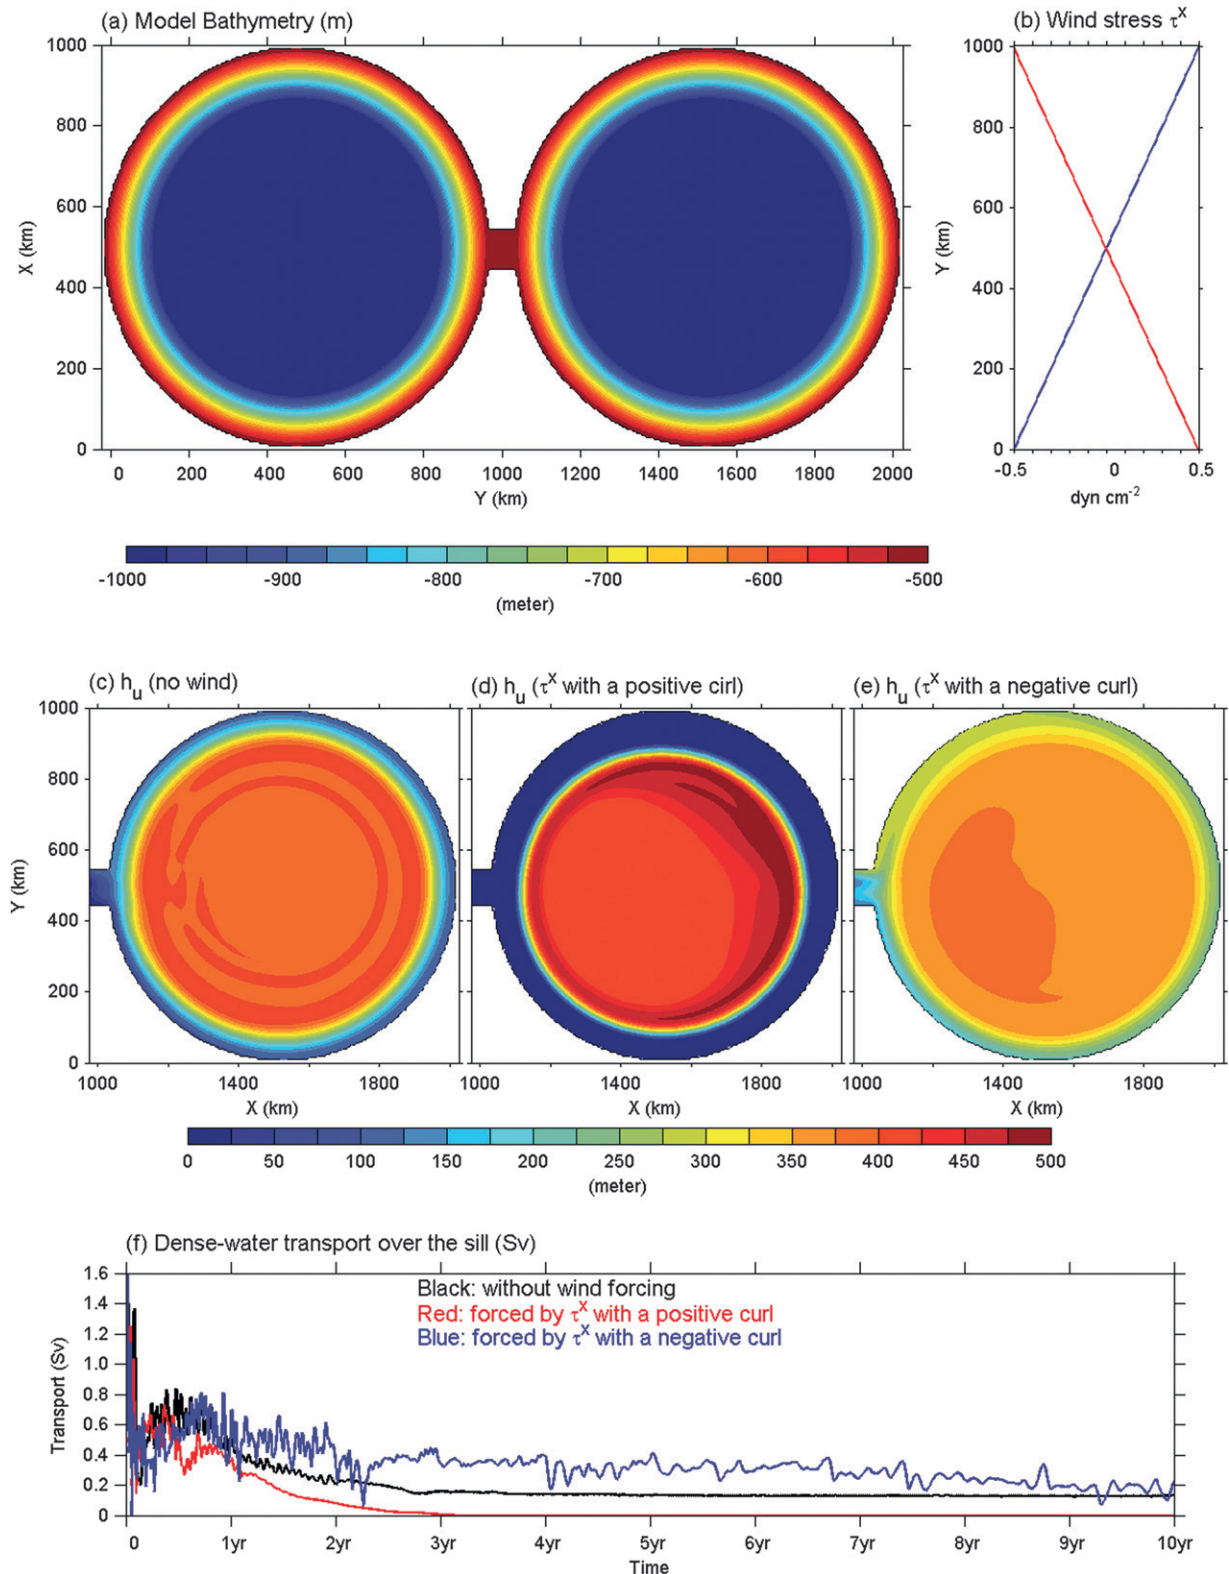 (a) Model Bathymetry (m)
(b) Wind stress τˣ
1000
800
600
400
200
0
X (km)
0 200 400 600 800 1000 1200 1400 1600 1800 2000
Y (km)
1000
800
600
400
200
0
Y (km)
-0.5 0 0.5
dyn cm⁻²
-1000 -900 -800 -700 -600 -500
(meter)
(c) hᵤ (no wind)
(d) hᵤ (τˣ with a positive cirl)
(e) hᵤ (τˣ with a negative curl)
1000
800
600
400
200
0
Y (km)
1000 1400 1800
X (km)
1000 1400 1800
X (km)
1000 1400 1800
X (km)
0 50 100 150 200 250 300 350 400 450 500
(meter)
(f) Dense-water transport over the sill (Sv)
1.6
1.4
1.2
1.0
0.8
0.6
0.4
0.2
0
Transport (Sv)
Black: without wind forcing
Red: forced by τˣ with a positive curl
Blue: forced by τˣ with a negative curl
0 1yr 2yr 3yr 4yr 5yr 6yr 7yr 8yr 9yr 10yr
Time